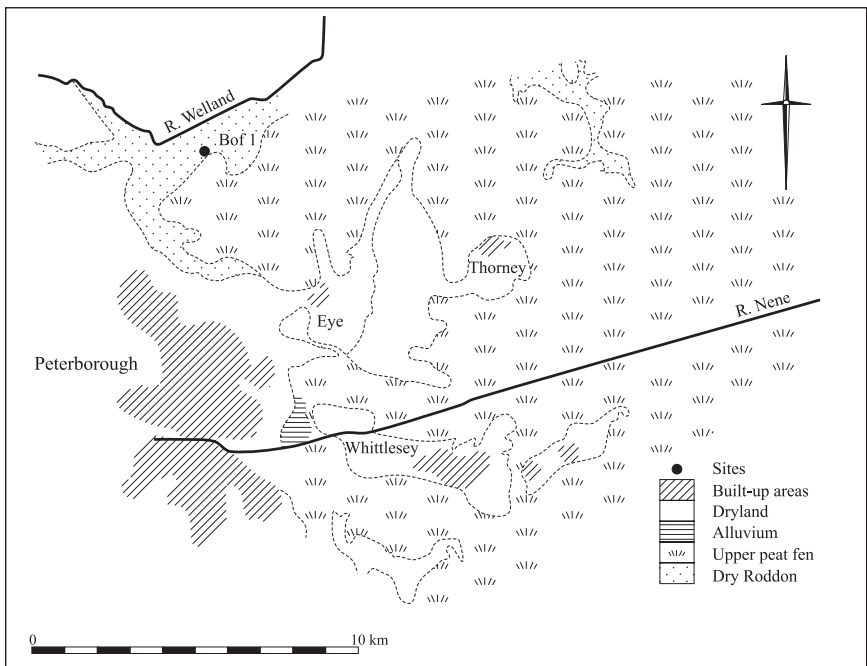 R. Welland
Bof 1
Thorney
R. Nene
Eye
Peterborough
Whittlesey
Sites
Built-up areas
Dryland
Alluvium
Upper peat fen
Dry Roddon
0
10 km